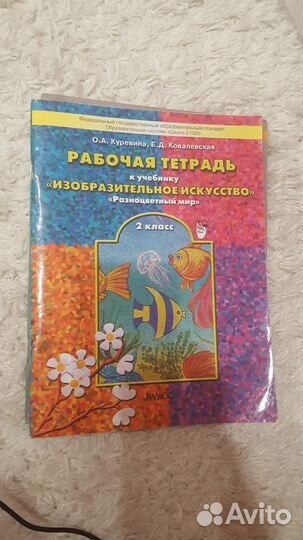 Федеральный государственный образовательный стандарт
Образовательная система «Школа 2100»
О.А. Куревина, Е.Д. Ковалевская
РАБОЧАЯ ТЕТРАДЬ
к учебнику
«ИЗОБРАЗИТЕЛЬНОЕ ИСКУССТВО»
«Разноцветный мир»
2 класс
Avito